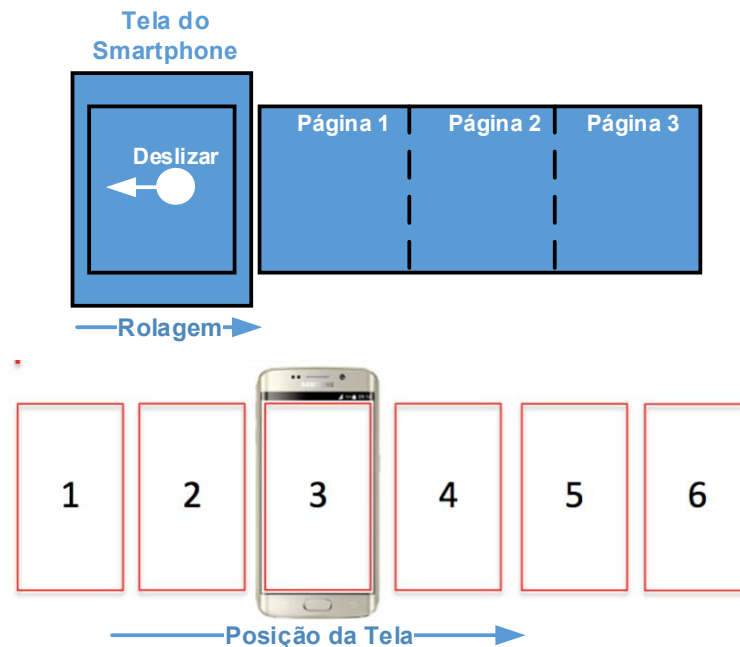 Tela do
Smartphone
Página 1
Página 2
Página 3
Deslizar
Rolagem
SAMSUNG
1
2
3
4
5
6
Posição da Tela